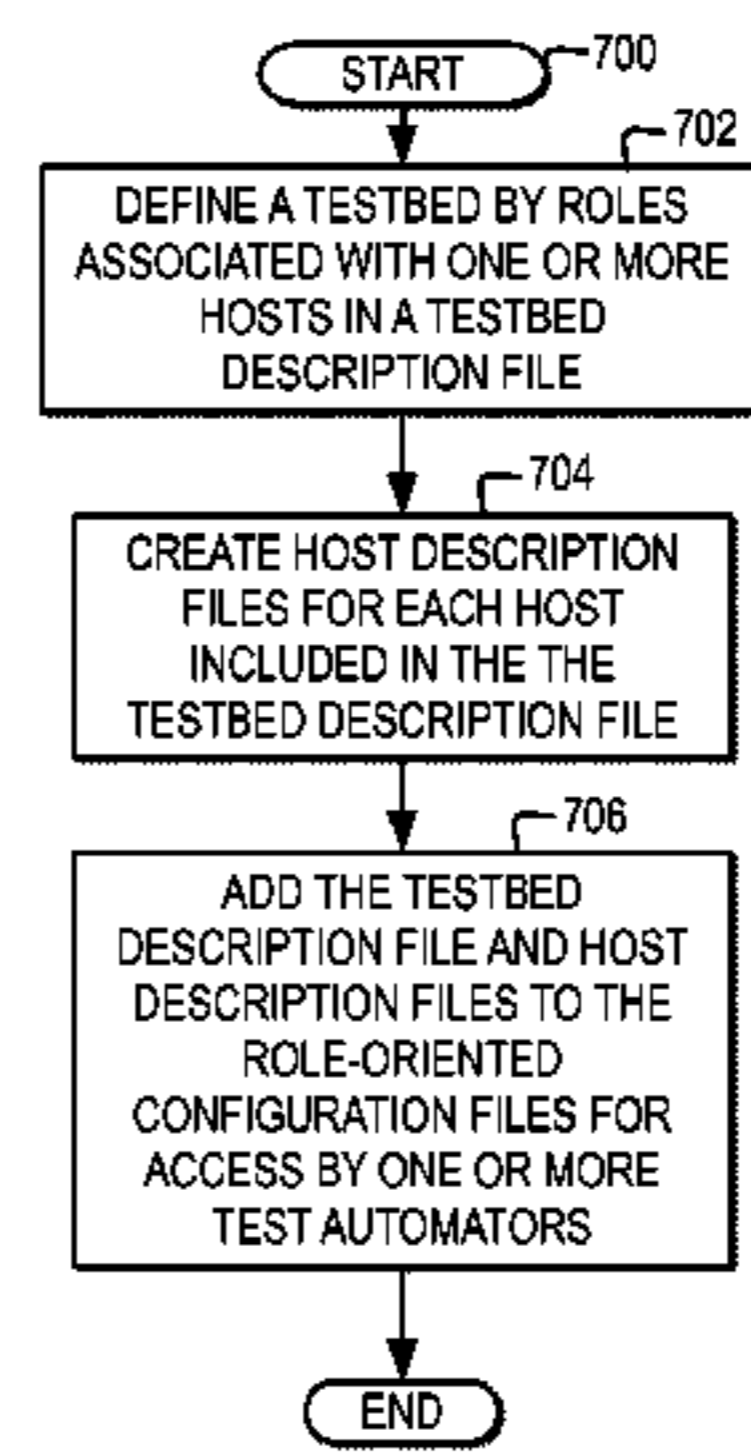 START
700
702
DEFINE A TESTBED BY ROLES
ASSOCIATED WITH ONE OR MORE
HOSTS IN A TESTBED
DESCRIPTION FILE
704
CREATE HOST DESCRIPTION
FILES FOR EACH HOST
INCLUDED IN THE THE
TESTBED DESCRIPTION FILE
706
ADD THE TESTBED
DESCRIPTION FILE AND HOST
DESCRIPTION FILES TO THE
ROLE-ORIENTED
CONFIGURATION FILES FOR
ACCESS BY ONE OR MORE
TEST AUTOMATORS
END